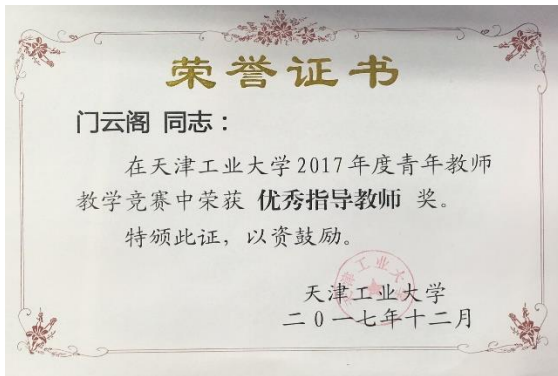 荣誉证书
门云阁 同志：
在天津工业大学2017年度青年教师
教学竞赛中荣获 优秀指导教师 奖。
特颁此证，以资鼓励。
天津工业大学
二〇一七年十二月